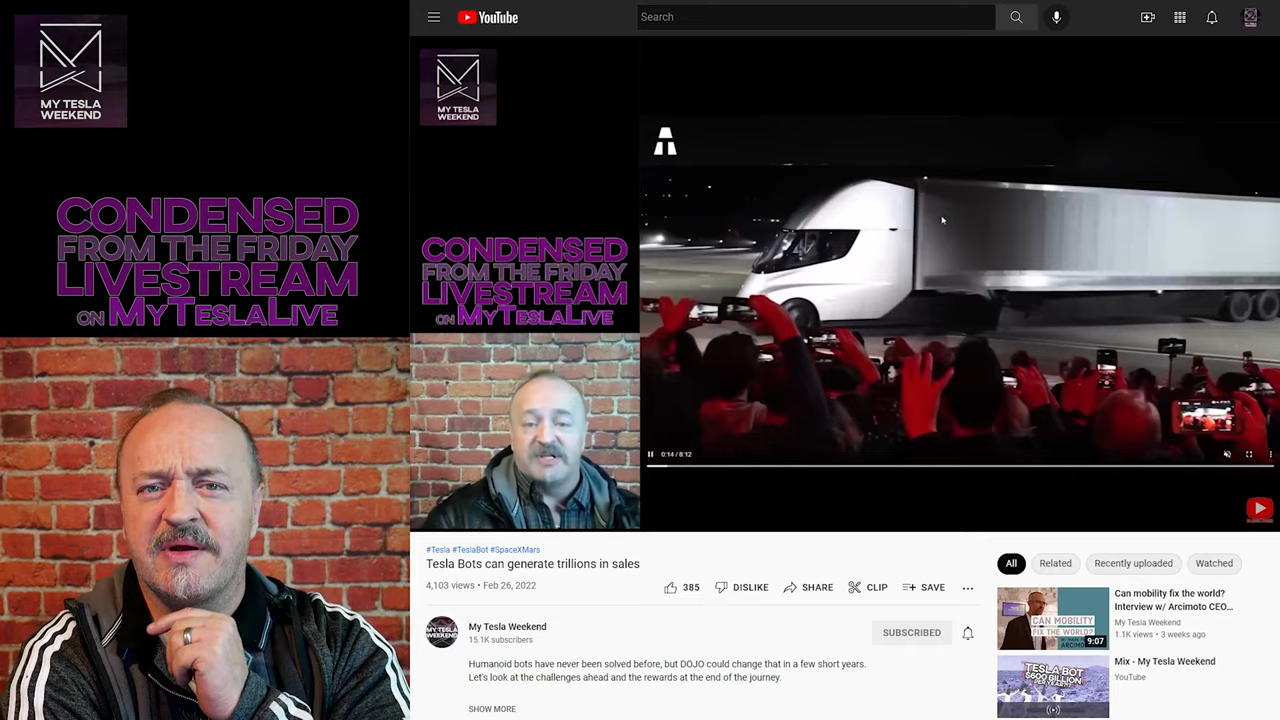 MY TESLA
WEEKEND
CONDENSED
FROM THE FRIDAY
LIVESTREAM
ON MYTESLALIVE
YouTube
Search
MY TESLA
WEEKEND
CONDENSED
FROM THE FRIDAY
LIVESTREAM
ON MYTESLALIVE
0:14 / 8:12
#Tesla #TeslaBot #SpaceXMars
Tesla Bots can generate trillions in sales
4,103 views • Feb 26, 2022
385
DISLIKE
SHARE
CLIP
SAVE
MY TESLA
WEEKEND
My Tesla Weekend
15.1K subscribers
SUBSCRIBED
Humanoid bots have never been solved before, but DOJO could change that in a few short years.
Let's look at the challenges ahead and the rewards at the end of the journey.
SHOW MORE
All
Related
Recently uploaded
Watched
CAN MOBILITY
FIX THE WORLD?
9:07
Can mobility fix the world?
Interview w/ Arcimoto CEO...
My Tesla Weekend
1.1K views • 3 weeks ago
TESLA BOT
$600 BILLION
PER YEAR?
Mix - My Tesla Weekend
YouTube